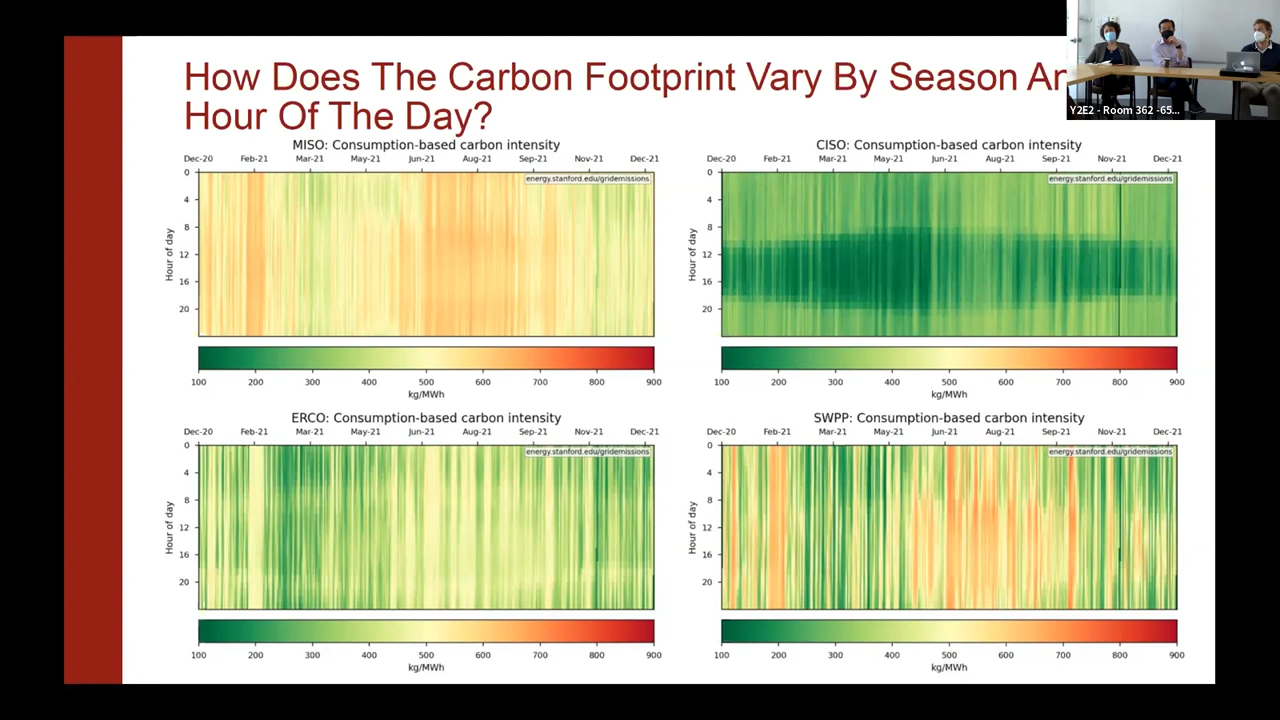 How Does The Carbon Footprint Vary By Season
Hour Of The Day?
Y2E2 - Room 362 -65...
MISO: Consumption-based carbon intensity
Dec-20 Feb-21 Mar-21 May-21 Jun-21 Aug-21 Sep-21 Nov-21 Dec-21
energy.stanford.edu/gridemissions
Hour of day
0
4
8
12
16
20
100 200 300 400 500 600 700 800 900
kg/MWh
CISO: Consumption-based carbon intensity
Dec-20 Feb-21 Mar-21 May-21 Jun-21 Aug-21 Sep-21 Nov-21 Dec-21
energy.stanford.edu/gridemissions
Hour of day
0
4
8
12
16
20
100 200 300 400 500 600 700 800 900
kg/MWh
ERCO: Consumption-based carbon intensity
Dec-20 Feb-21 Mar-21 May-21 Jun-21 Aug-21 Sep-21 Nov-21 Dec-21
energy.stanford.edu/gridemissions
Hour of day
0
4
8
12
16
20
100 200 300 400 500 600 700 800 900
kg/MWh
SWPP: Consumption-based carbon intensity
Dec-20 Feb-21 Mar-21 May-21 Jun-21 Aug-21 Sep-21 Nov-21 Dec-21
energy.stanford.edu/gridemissions
Hour of day
0
4
8
12
16
20
100 200 300 400 500 600 700 800 900
kg/MWh